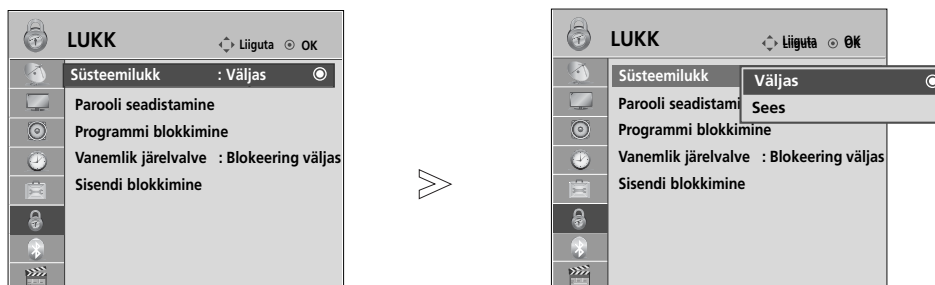 LUKK Liiguta OK
Süsteemilukk : Väljas
Parooli seadistamine
Programmi blokkimine
Vanemlik järelvalve : Blokeering väljas
Sisendi blokkimine
LUKK Liiguta OK
Süsteemilukk Väljas
Parooli seadistami Sees
Programmi blokkimine
Vanemlik järelvalve : Blokeering väljas
Sisendi blokkimine